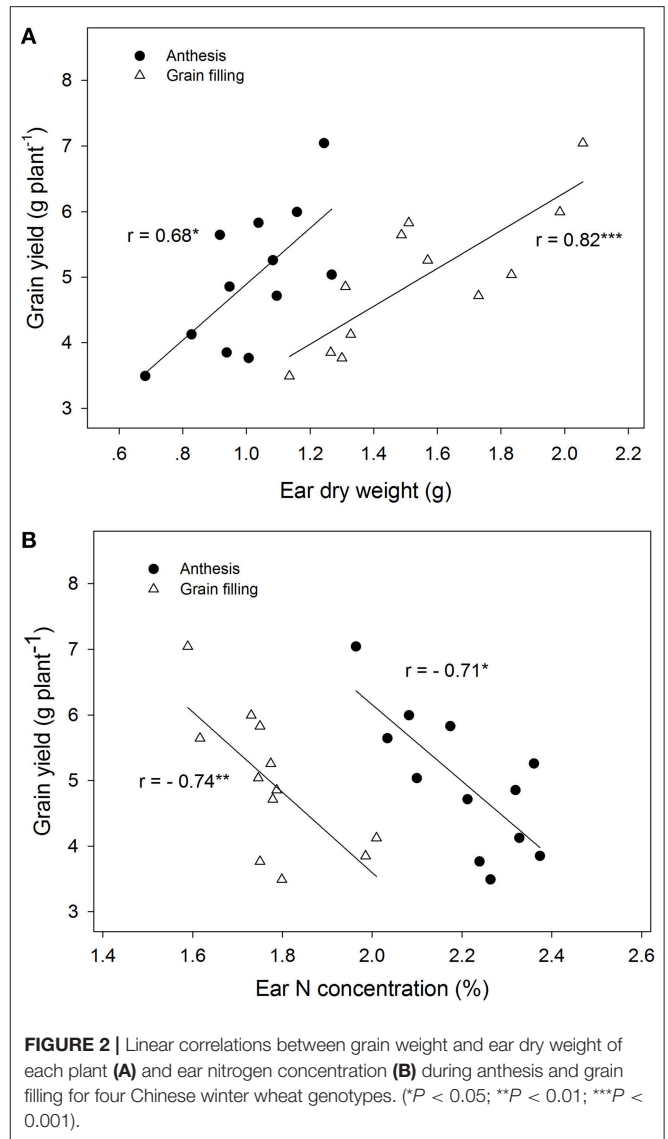 A
Anthesis
Grain filling
8
7
6
5
4
3
Grain yield (g plant⁻¹)
r = 0.68*
r = 0.82***
.6 .8 1.0 1.2 1.4 1.6 1.8 2.0 2.2
Ear dry weight (g)
B
Anthesis
Grain filling
8
7
6
5
4
3
Grain yield (g plant⁻¹)
r = - 0.71*
r = - 0.74**
1.4 1.6 1.8 2.0 2.2 2.4 2.6
Ear N concentration (%)
FIGURE 2 | Linear correlations between grain weight and ear dry weight of
each plant (A) and ear nitrogen concentration (B) during anthesis and grain
filling for four Chinese winter wheat genotypes. (*P < 0.05; **P < 0.01; ***P <
0.001).